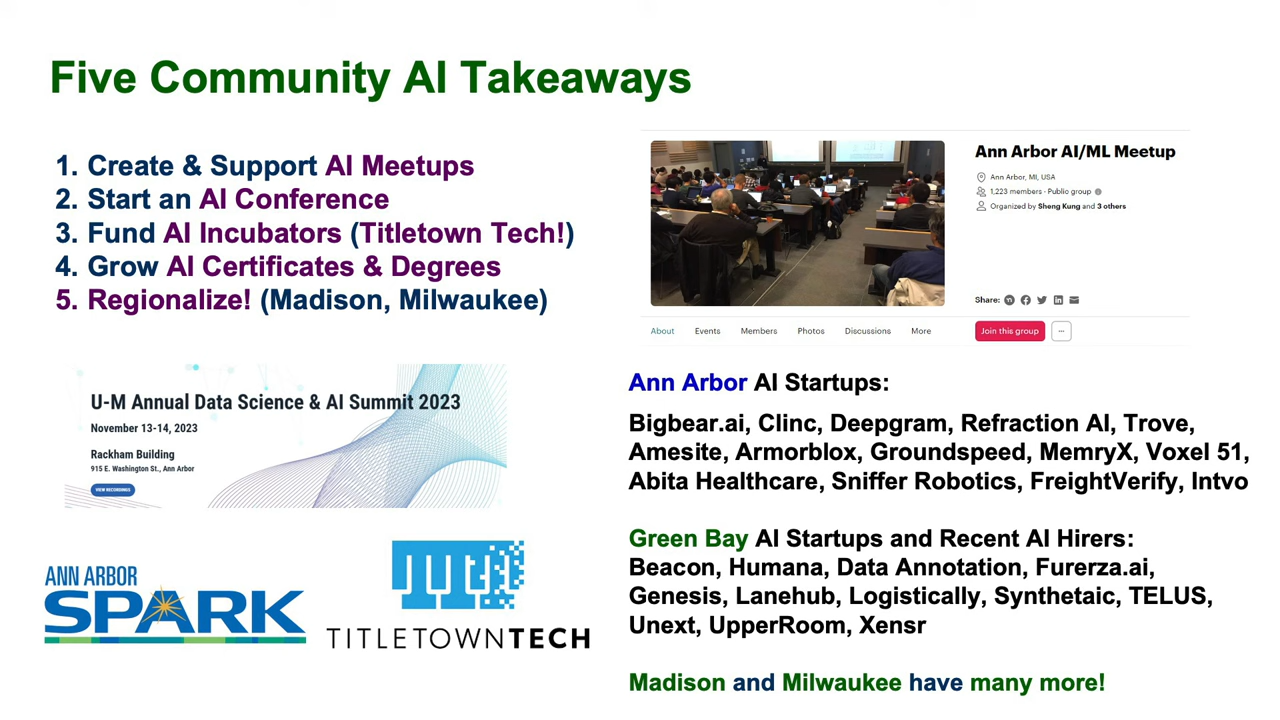 Five Community AI Takeaways
1. Create & Support AI Meetups
2. Start an AI Conference
3. Fund AI Incubators (Titletown Tech!)
4. Grow AI Certificates & Degrees
5. Regionalize! (Madison, Milwaukee)
Ann Arbor AI/ML Meetup
Ann Arbor, MI, USA
1,223 members · Public group
Organized by Sheng Kung and 3 others
Share:
About Events Members Photos Discussions More
Join this group
...
U-M Annual Data Science & AI Summit 2023
November 13-14, 2023
Rackham Building
915 E. Washington St., Ann Arbor
VIEW RECORDINGS
ANN ARBOR
SPARK
TITLETOWNTECH
Ann Arbor AI Startups:
Bigbear.ai, Clinc, Deepgram, Refraction AI, Trove,
Amesite, Armorblox, Groundspeed, MemryX, Voxel 51,
Abita Healthcare, Sniffer Robotics, FreightVerify, Intvo
Green Bay AI Startups and Recent AI Hirers:
Beacon, Humana, Data Annotation, Furerza.ai,
Genesis, Lanehub, Logistically, Synthetaic, TELUS,
Unext, UpperRoom, Xensr
Madison and Milwaukee have many more!